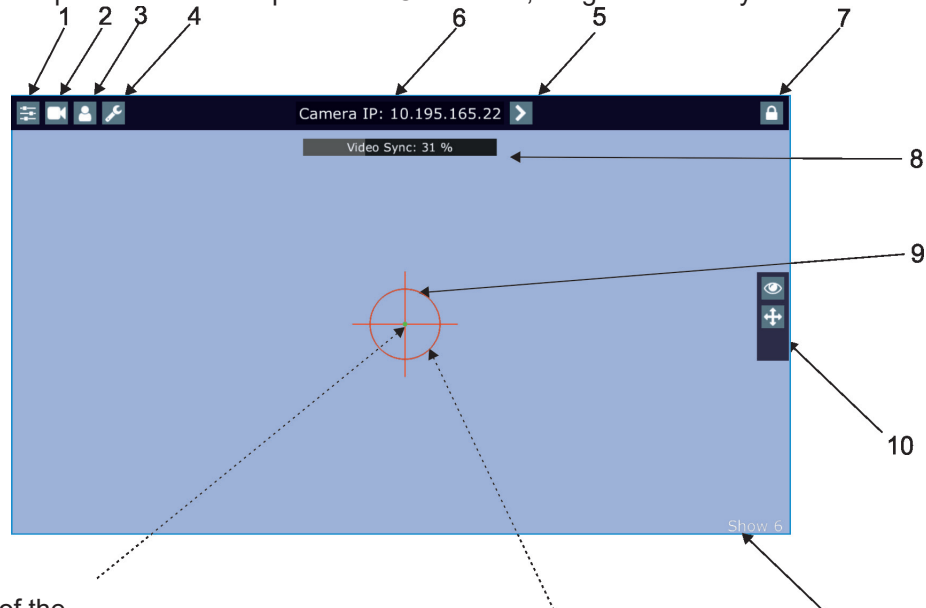 1 2 3 4 6 5 7
Camera IP: 10.195.165.22
Video Sync: 31 %
8
9
10
Show 6
of the